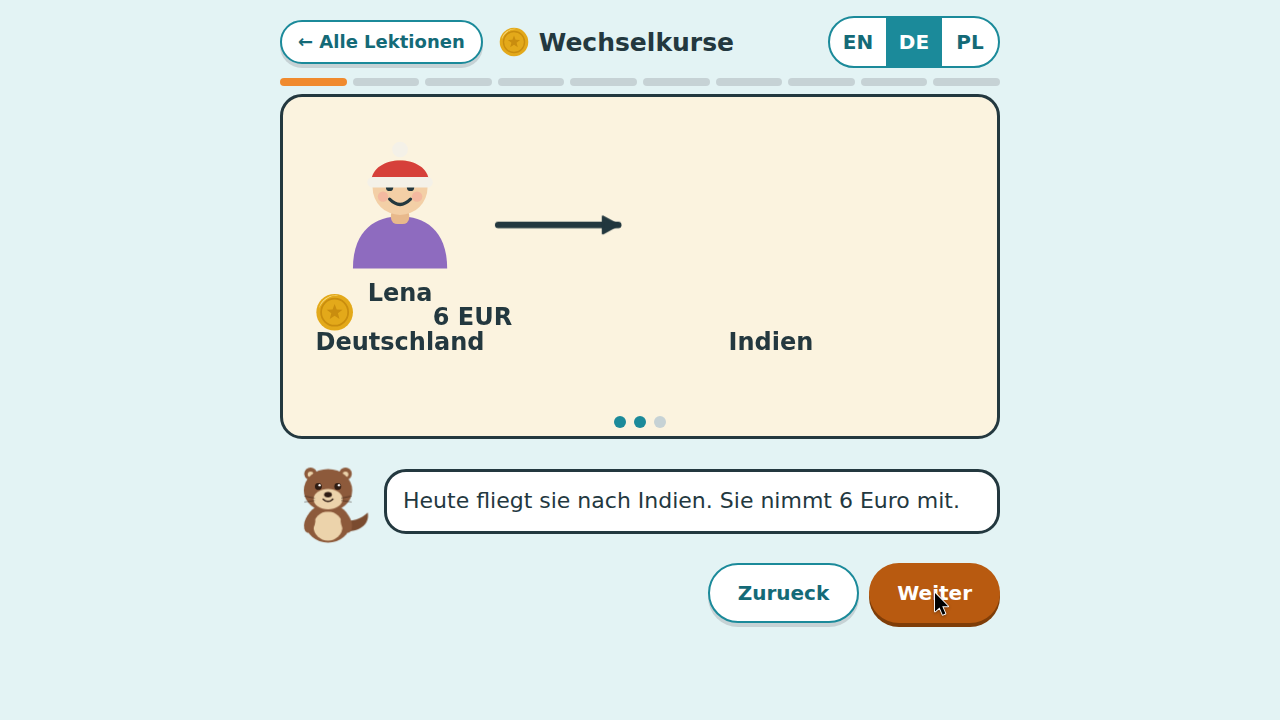 ← Alle Lektionen
Wechselkurse
EN DE PL
Lena
6 EUR
Deutschland
Indien
Heute fliegt sie nach Indien. Sie nimmt 6 Euro mit.
Zurueck
Weiter